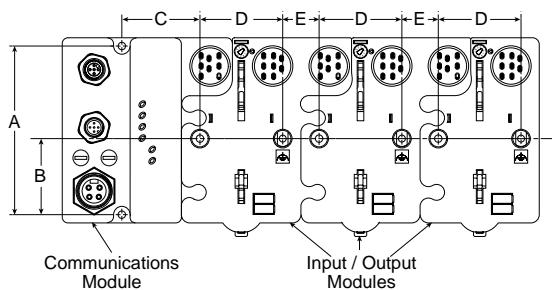 C D E D E D
A
B
Communications
Module
Input / Output
Modules